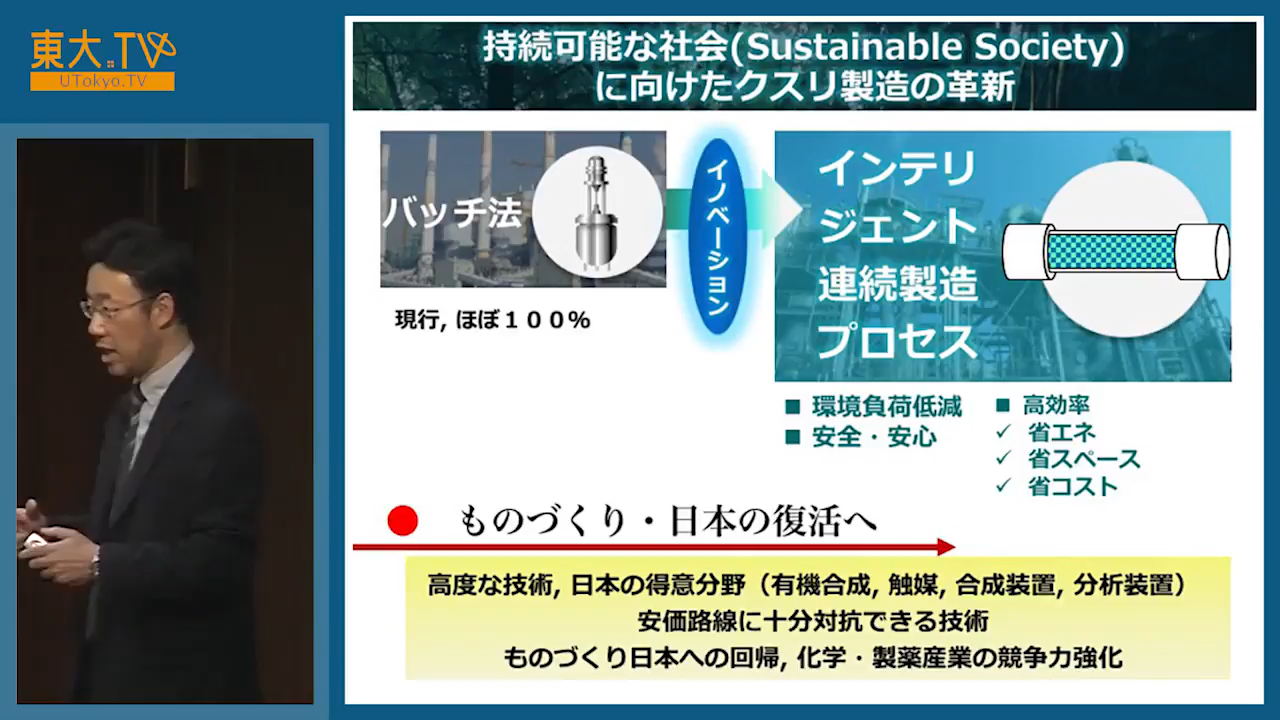 東大.TV
UTokyo.TV
持続可能な社会(Sustainable Society)
に向けたクスリ製造の革新
バッチ法
イノベーション
インテリ
ジェント
連続製造
プロセス
現行, ほぼ１００％
■ 環境負荷低減
■ 安全・安心
■ 高効率
✓ 省エネ
✓ 省スペース
✓ 省コスト
● ものづくり・日本の復活へ
高度な技術, 日本の得意分野（有機合成, 触媒, 合成装置, 分析装置）
安価路線に十分対抗できる技術
ものづくり日本への回帰, 化学・製薬産業の競争力強化